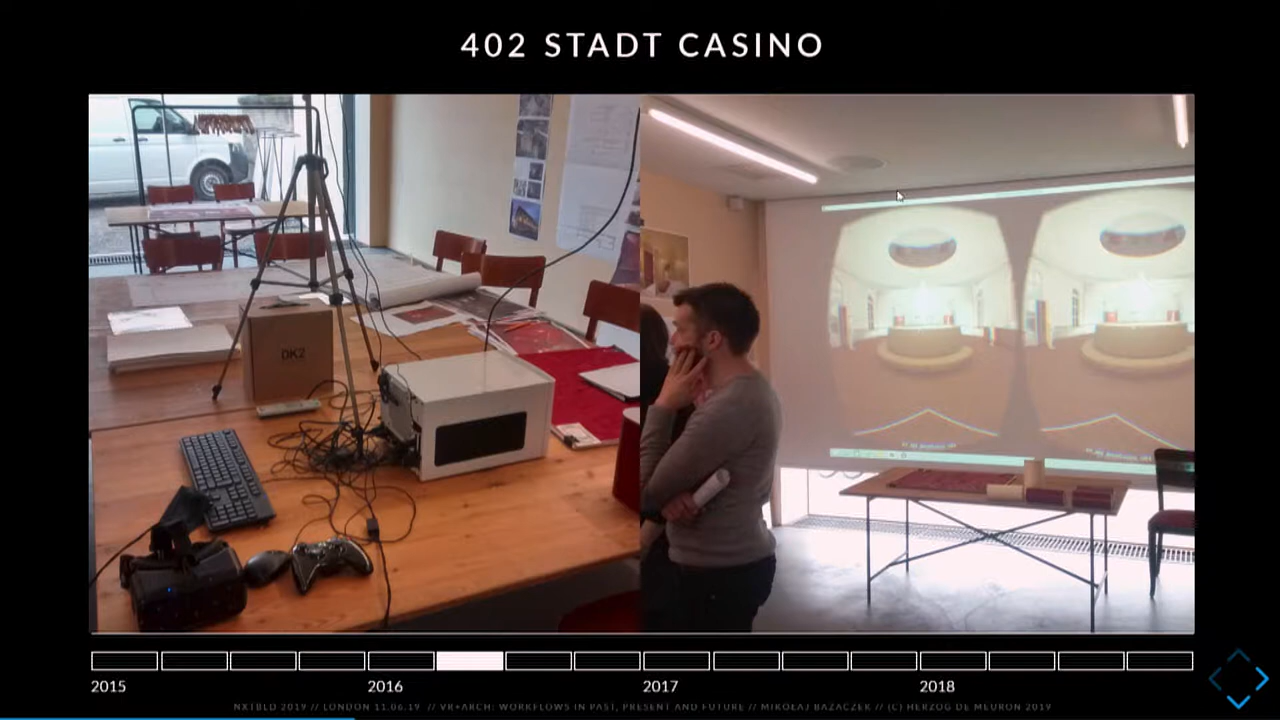 402 STADT CASINO
DK2
2015
2016
2017
2018
NXTBLD 2019 // LONDON 11.06.19 // VR+ARCH: WORKFLOWS IN PAST, PRESENT AND FUTURE // MIKOŁAJ BAZACZEK // (C) HERZOG DE MEURON 2019